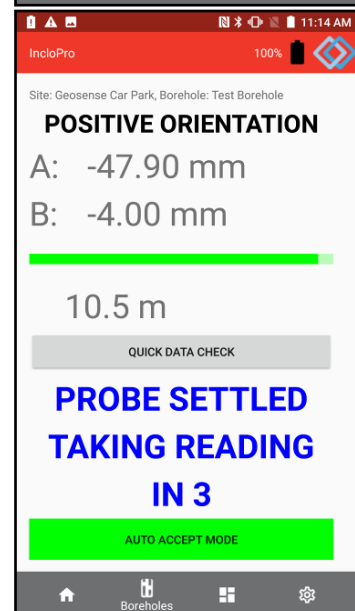 11:14 AM
IncloPro
100%
Site: Geosense Car Park, Borehole: Test Borehole
POSITIVE ORIENTATION
A: -47.90 mm
B: -4.00 mm
10.5 m
QUICK DATA CHECK
PROBE SETTLED
TAKING READING
IN 3
AUTO ACCEPT MODE
Boreholes